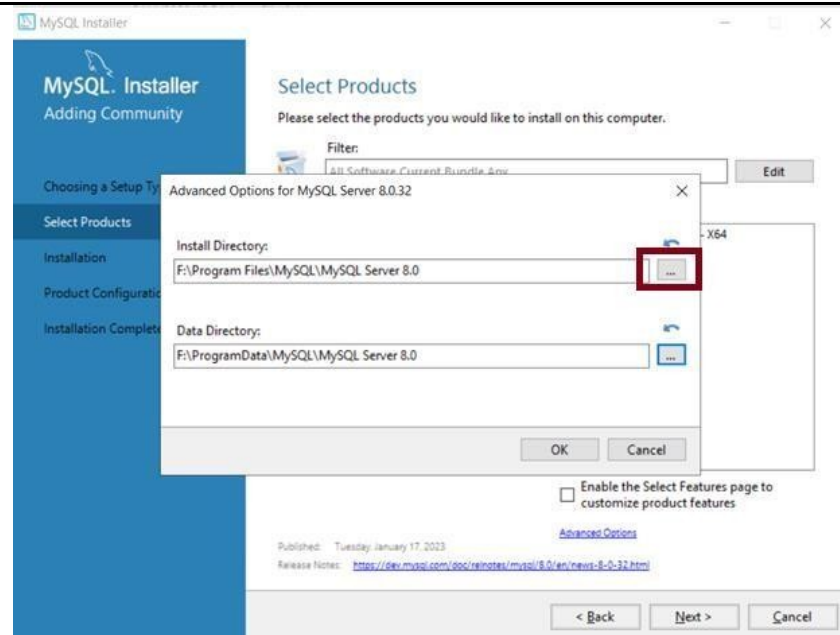 MySQL Installer
MySQL. Installer
Adding Community
Choosing a Setup Ty
Select Products
Installation
Product Configuratic
Installation Complete
Select Products
Please select the products you would like to install on this computer.
Filter:
All Software,Current Bundle,Any
Edit
Advanced Options for MySQL Server 8.0.32
- X64
Install Directory:
F:\Program Files\MySQL\MySQL Server 8.0
...
Data Directory:
F:\ProgramData\MySQL\MySQL Server 8.0
...
OK
Cancel
Enable the Select Features page to
customize product features
Advanced Options
Published: Tuesday, January 17, 2023
Release Notes: https://dev.mysql.com/doc/relnotes/mysql/8.0/en/news-8-0-32.html
< Back
Next >
Cancel